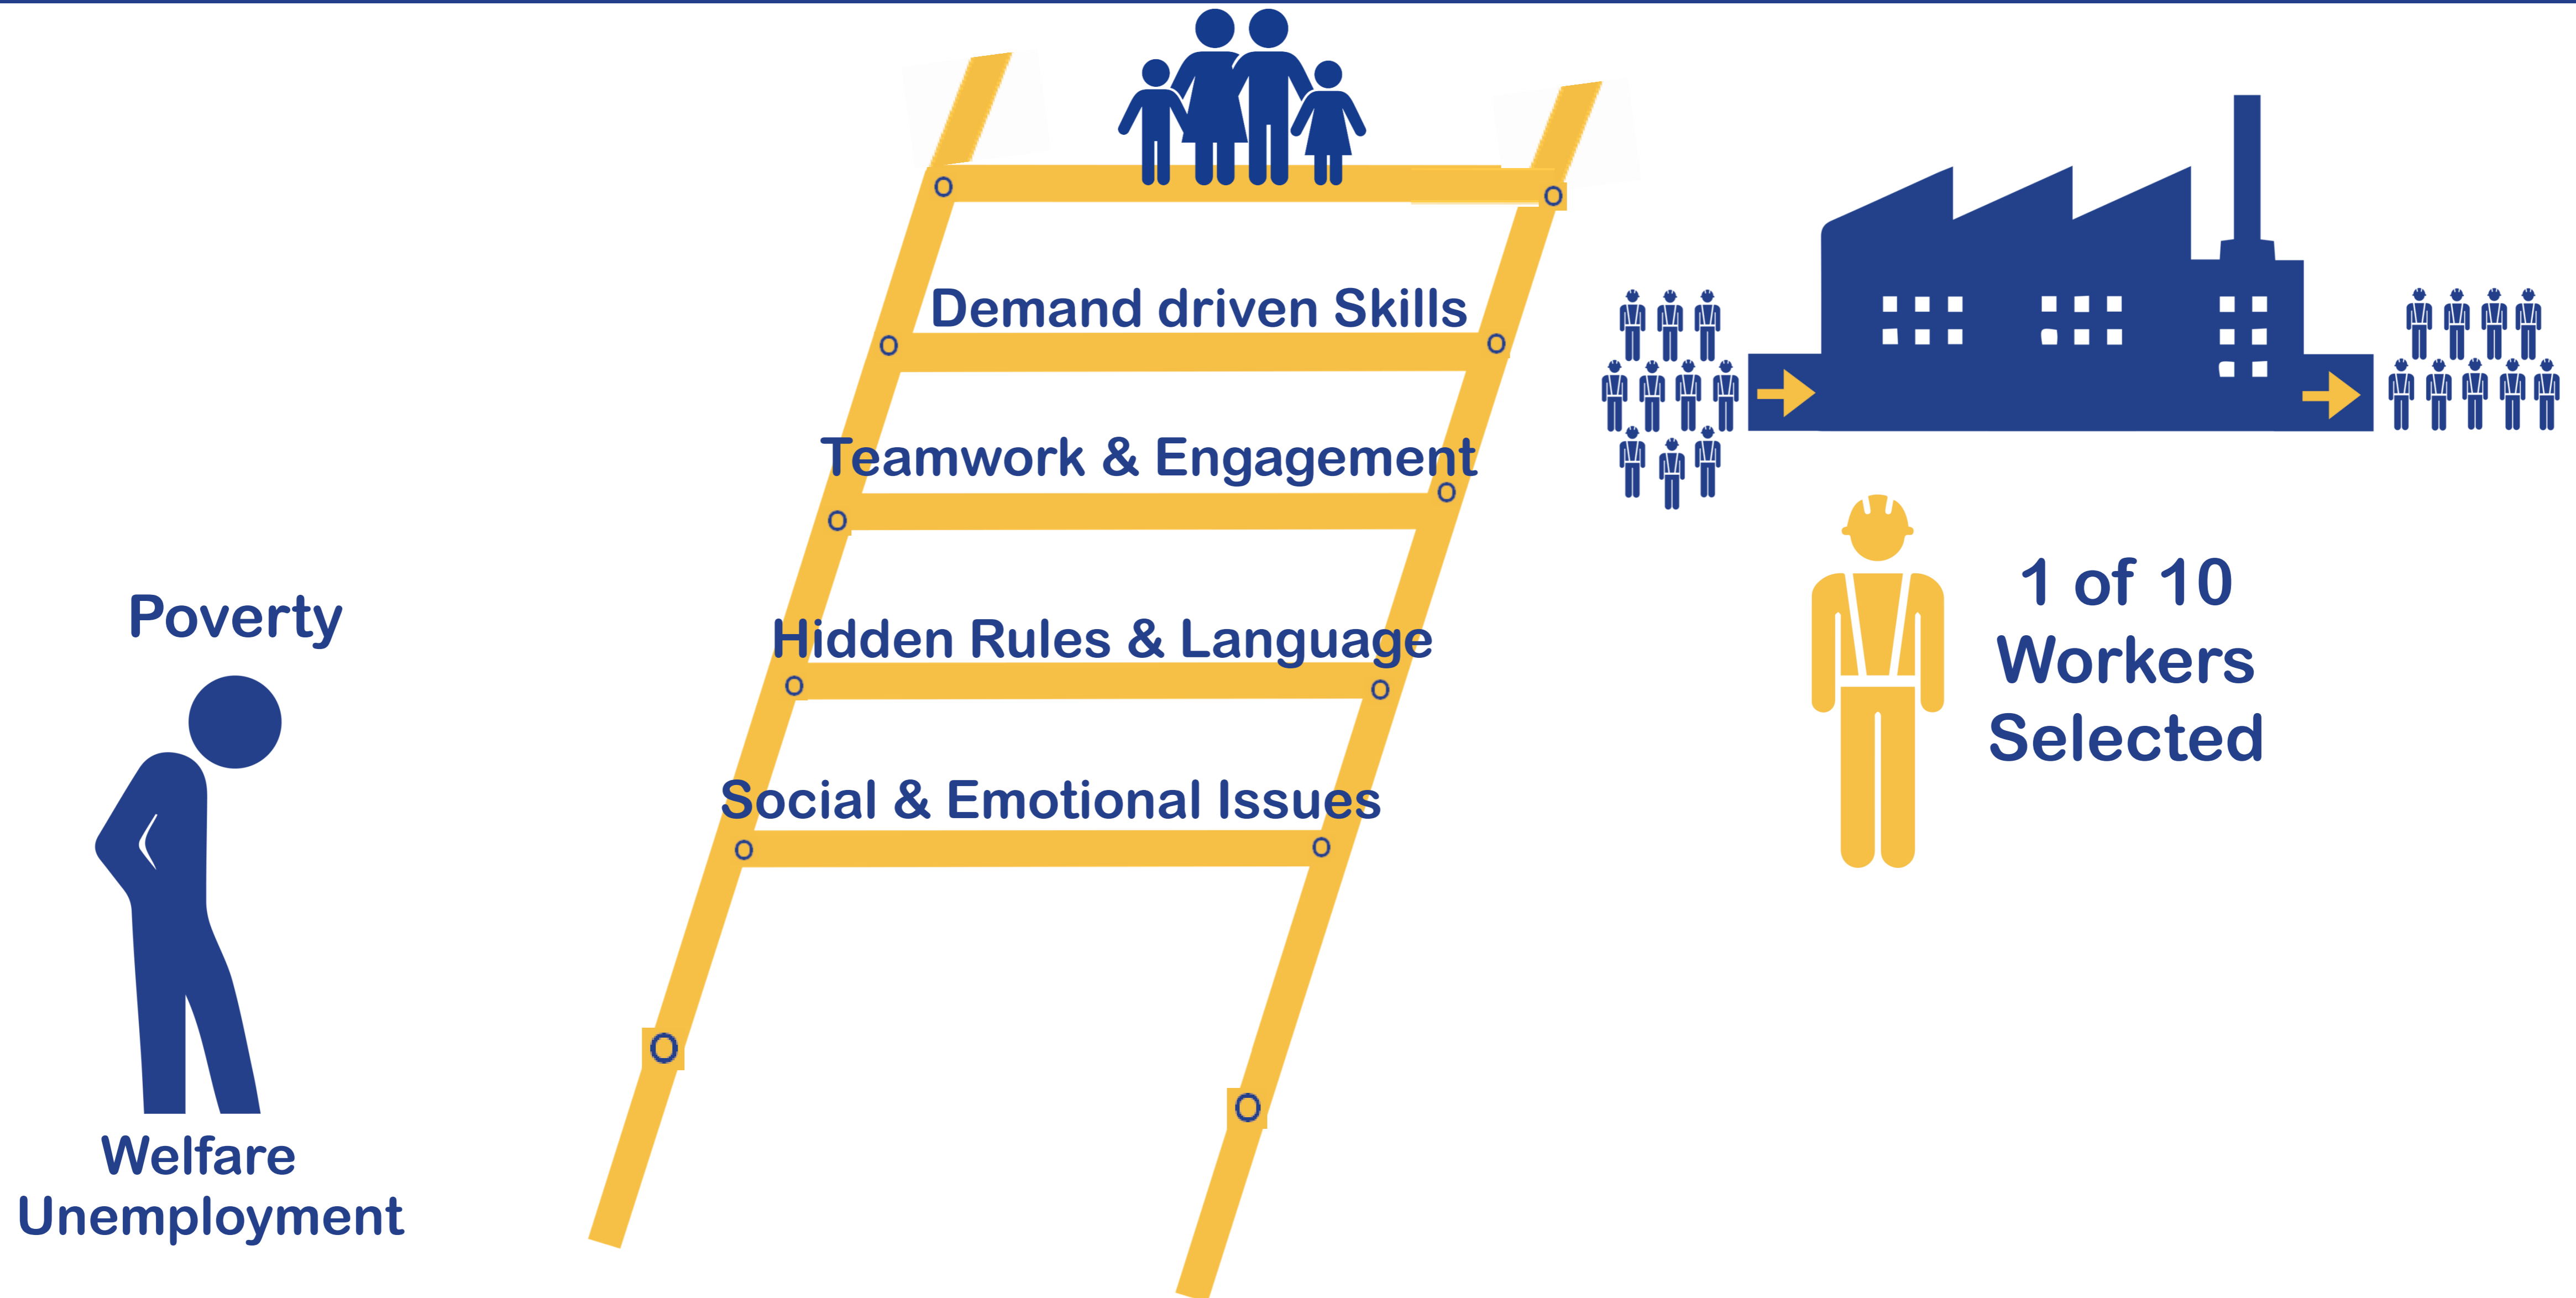 Demand driven Skills
Teamwork & Engagement
Hidden Rules & Language
Social & Emotional Issues
Poverty
Welfare
Unemployment
1 of 10
Workers
Selected